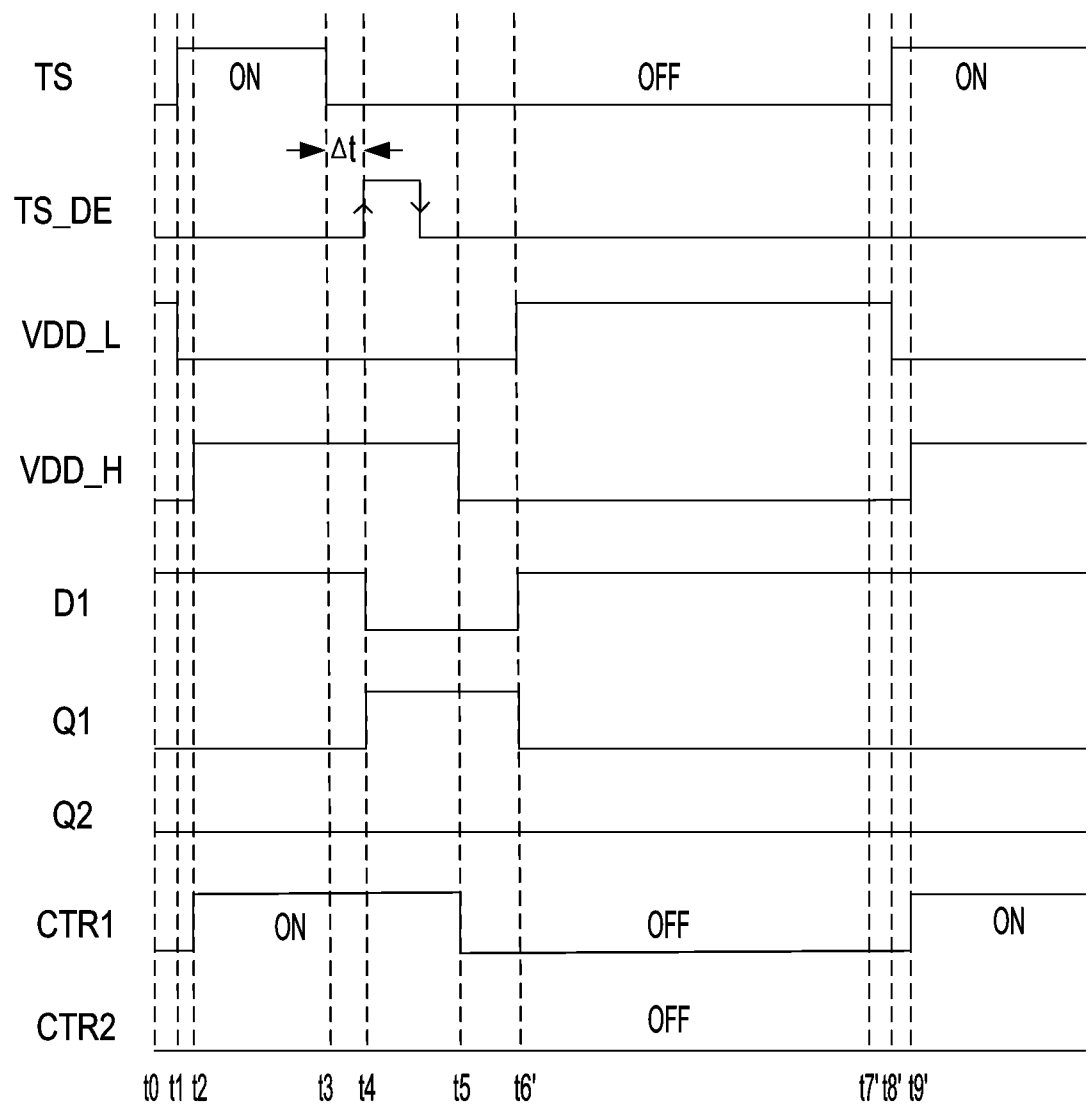 TS
ON
OFF
ON
Δt
TS_DE
VDD_L
VDD_H
D1
Q1
Q2
CTR1
ON
OFF
ON
CTR2
OFF
t0 t1 t2 t3 t4 t5 t6' t7' t8' t9'